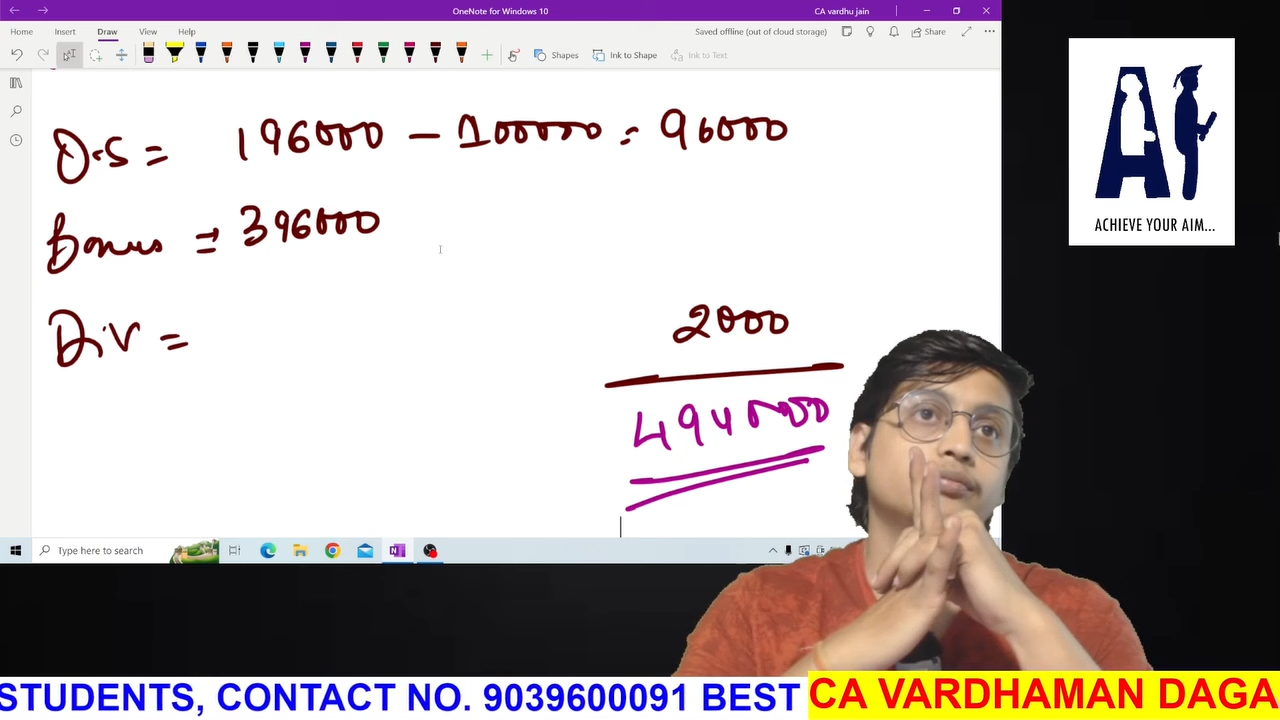 OneNote for Windows 10
CA vardhu jain
Home Insert Draw View Help
Saved offline (out of cloud storage)
Share
Shapes
Ink to Shape
Ink to Text
O.S = 196000 - 100000 = 96000
Bonus = 396000
Div =
2000
4940000
AI
ACHIEVE YOUR AIM...
Type here to search
STUDENTS, CONTACT NO. 9039600091 BEST CA VARDHAMAN DAGA